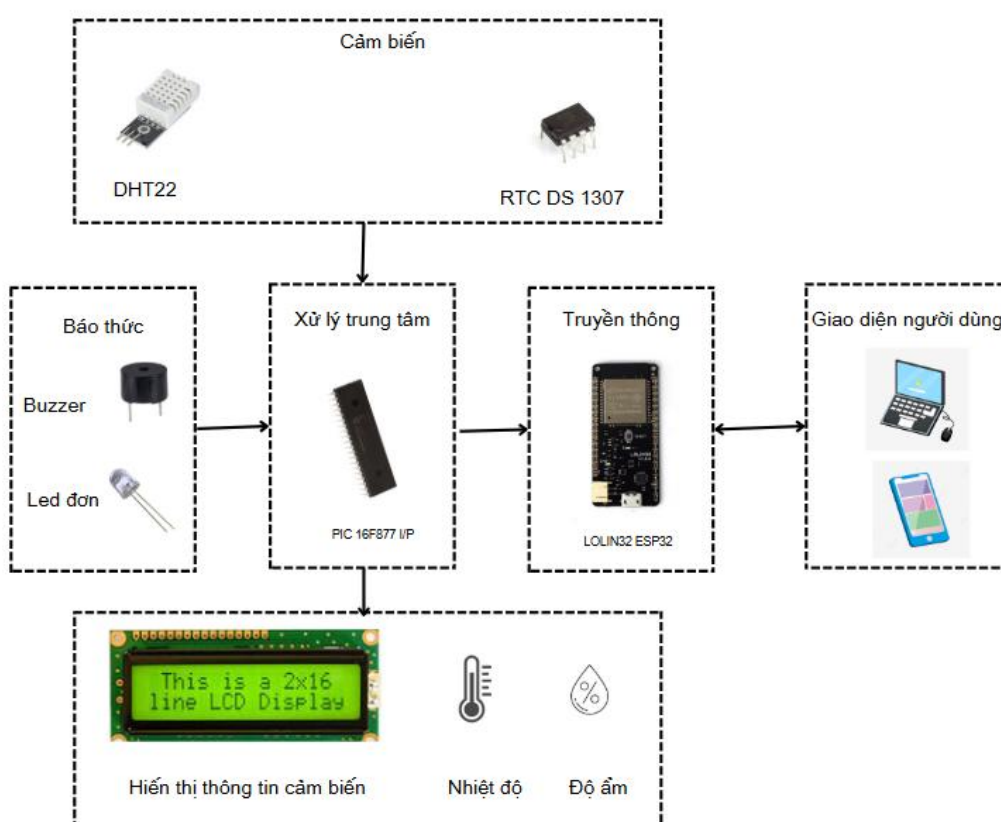 Cảm biến
DHT22
RTC DS 1307
Báo thức
Buzzer
Led đơn
Xử lý trung tâm
PIC 16F877 I/P
Truyền thông
LOLIN32 ESP32
Giao diện người dùng
This is a 2x16
line LCD Display
Hiến thị thông tin cảm biến
Nhiệt độ
Độ ẩm